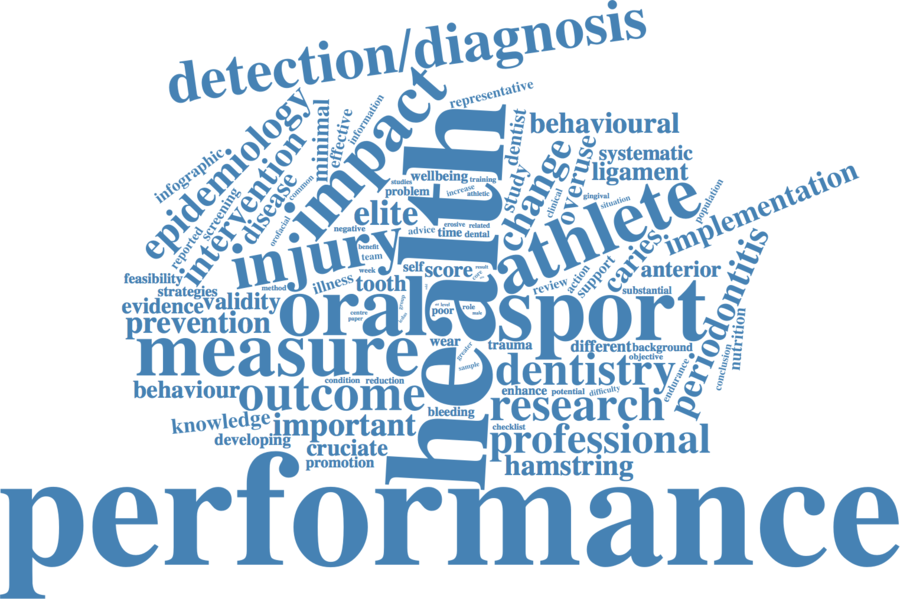 detection/diagnosis
representative
impact
health
epidemiology
infographic
intervention
screening
reported
disease
common
orofacial
minimal
effective
information
behavioural
dentist
study
change
overuse
clinical
systematic
ligament
gingival
situation
population
implementation
athlete
wellbeing
training
studies
problem
increase
athletic
elite
erosive
related
advice
time
dental
negative
injury
benefit
team
week
self
score
result
method
illness
tooth
feasibility
strategies
evidence
validity
prevention
oral
centre
paper
group
level
poor
role
male
sport
review
action
support
caries
anterior
substantial
periodontitis
nutrition
conclusion
endurance
measure
wear
greater
sample
trauma
different
background
objective
dentistry
behaviour
outcome
condition
reduction
enhance
potential
difficulty
research
bleeding
checklist
knowledge
important
developing
cruciate
promotion
professional
hamstring
performance